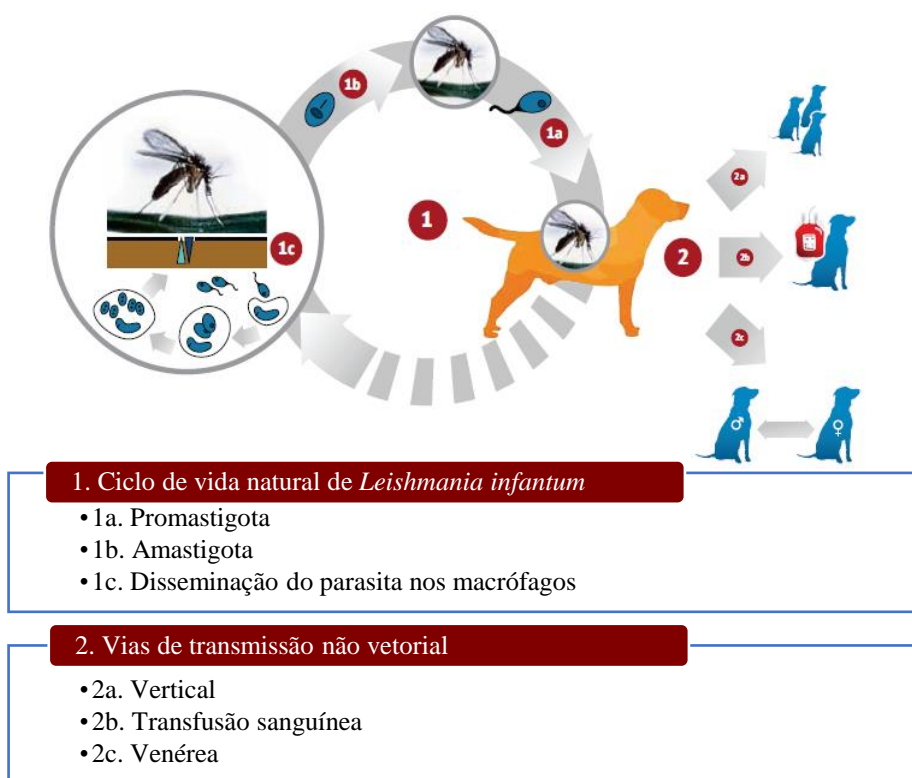 1b
1a
2a
1
1c
2
2b
2c
♂
♀
1. Ciclo de vida natural de Leishmania infantum
•1a. Promastigota
•1b. Amastigota
•1c. Disseminação do parasita nos macrófagos
2. Vias de transmissão não vetorial
•2a. Vertical
•2b. Transfusão sanguínea
•2c. Venérea